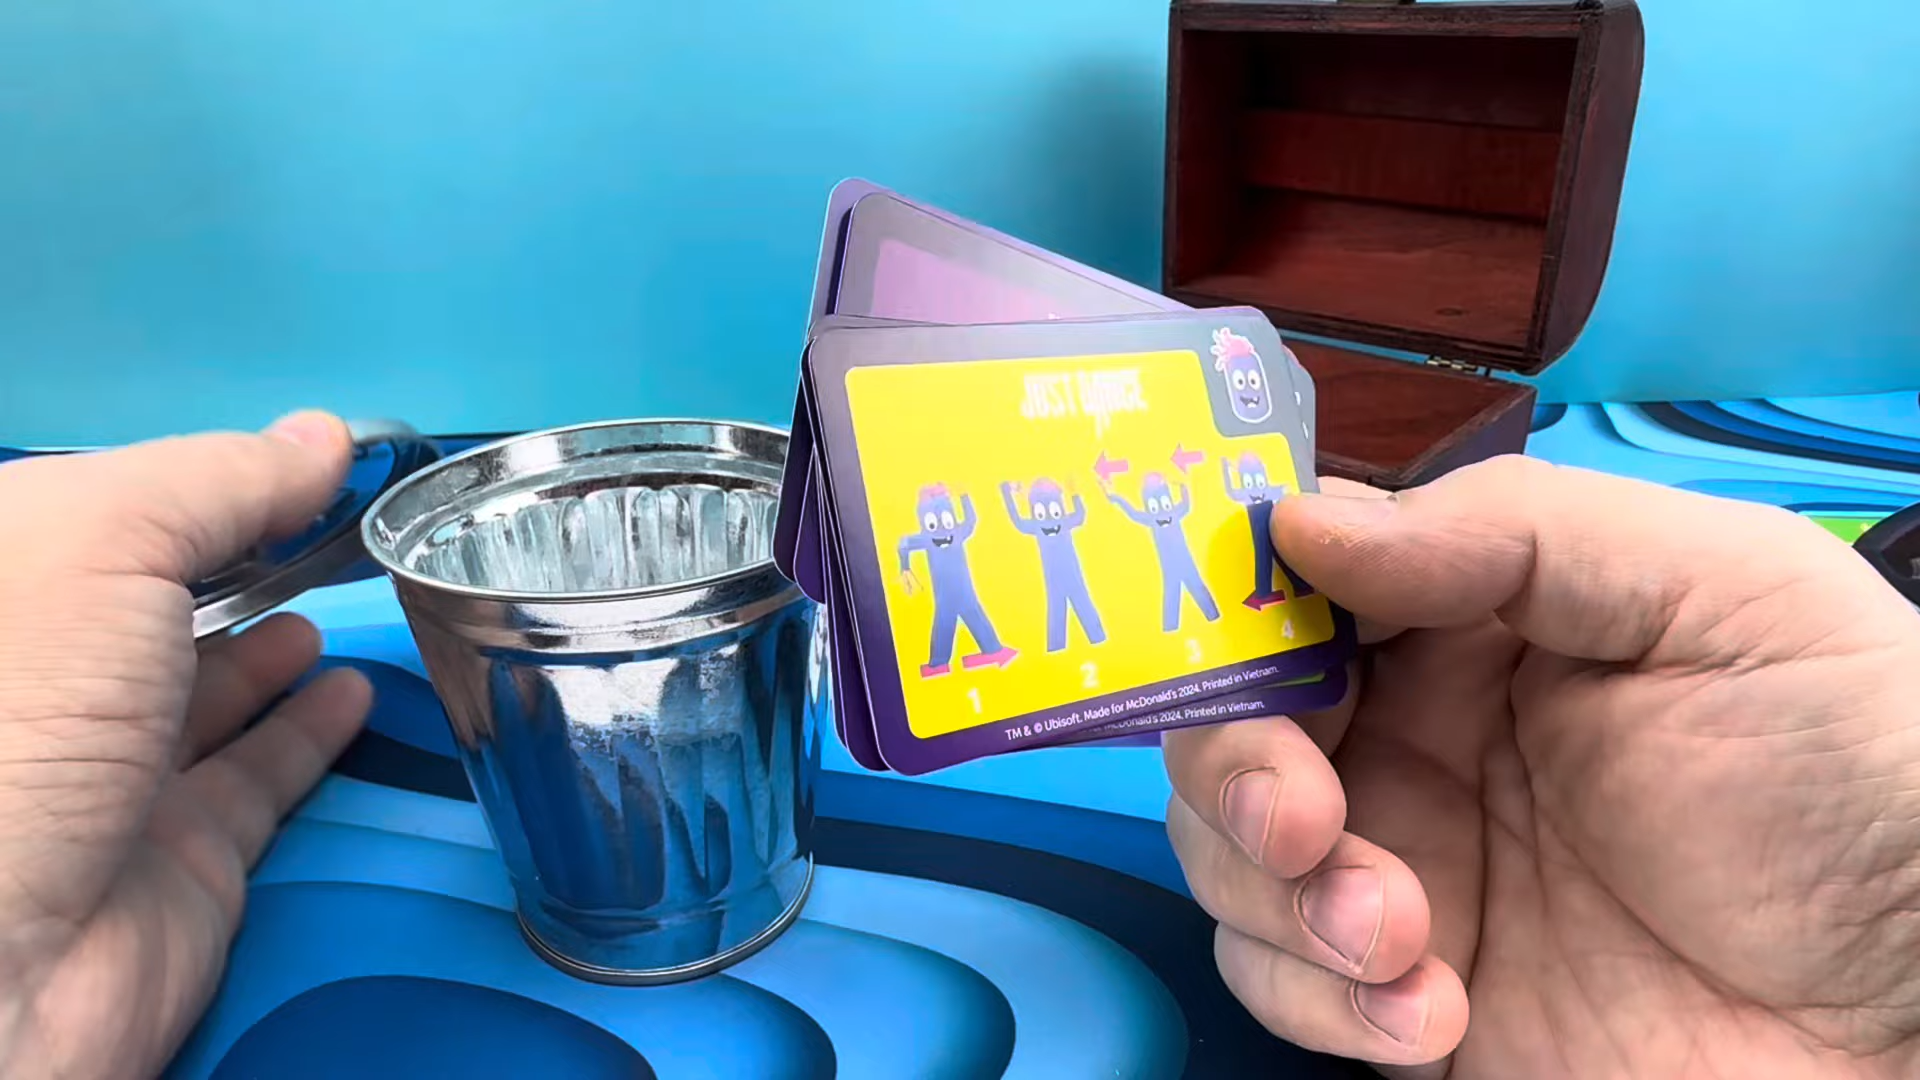 JUST DANCE
1
2
3
4
TM & © Ubisoft. Made for McDonald's 2024. Printed in Vietnam.
McDonald's 2024. Printed in Vietnam.